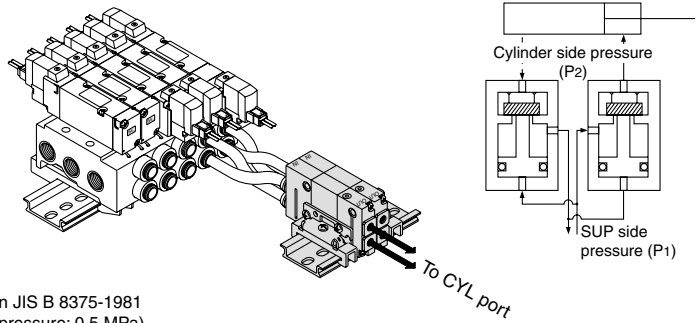 Cylinder side pressure
(P2)
SUP side
pressure (P1)
To CYL port
n JIS B 8375-1981
pressure: 0.5 MPa)